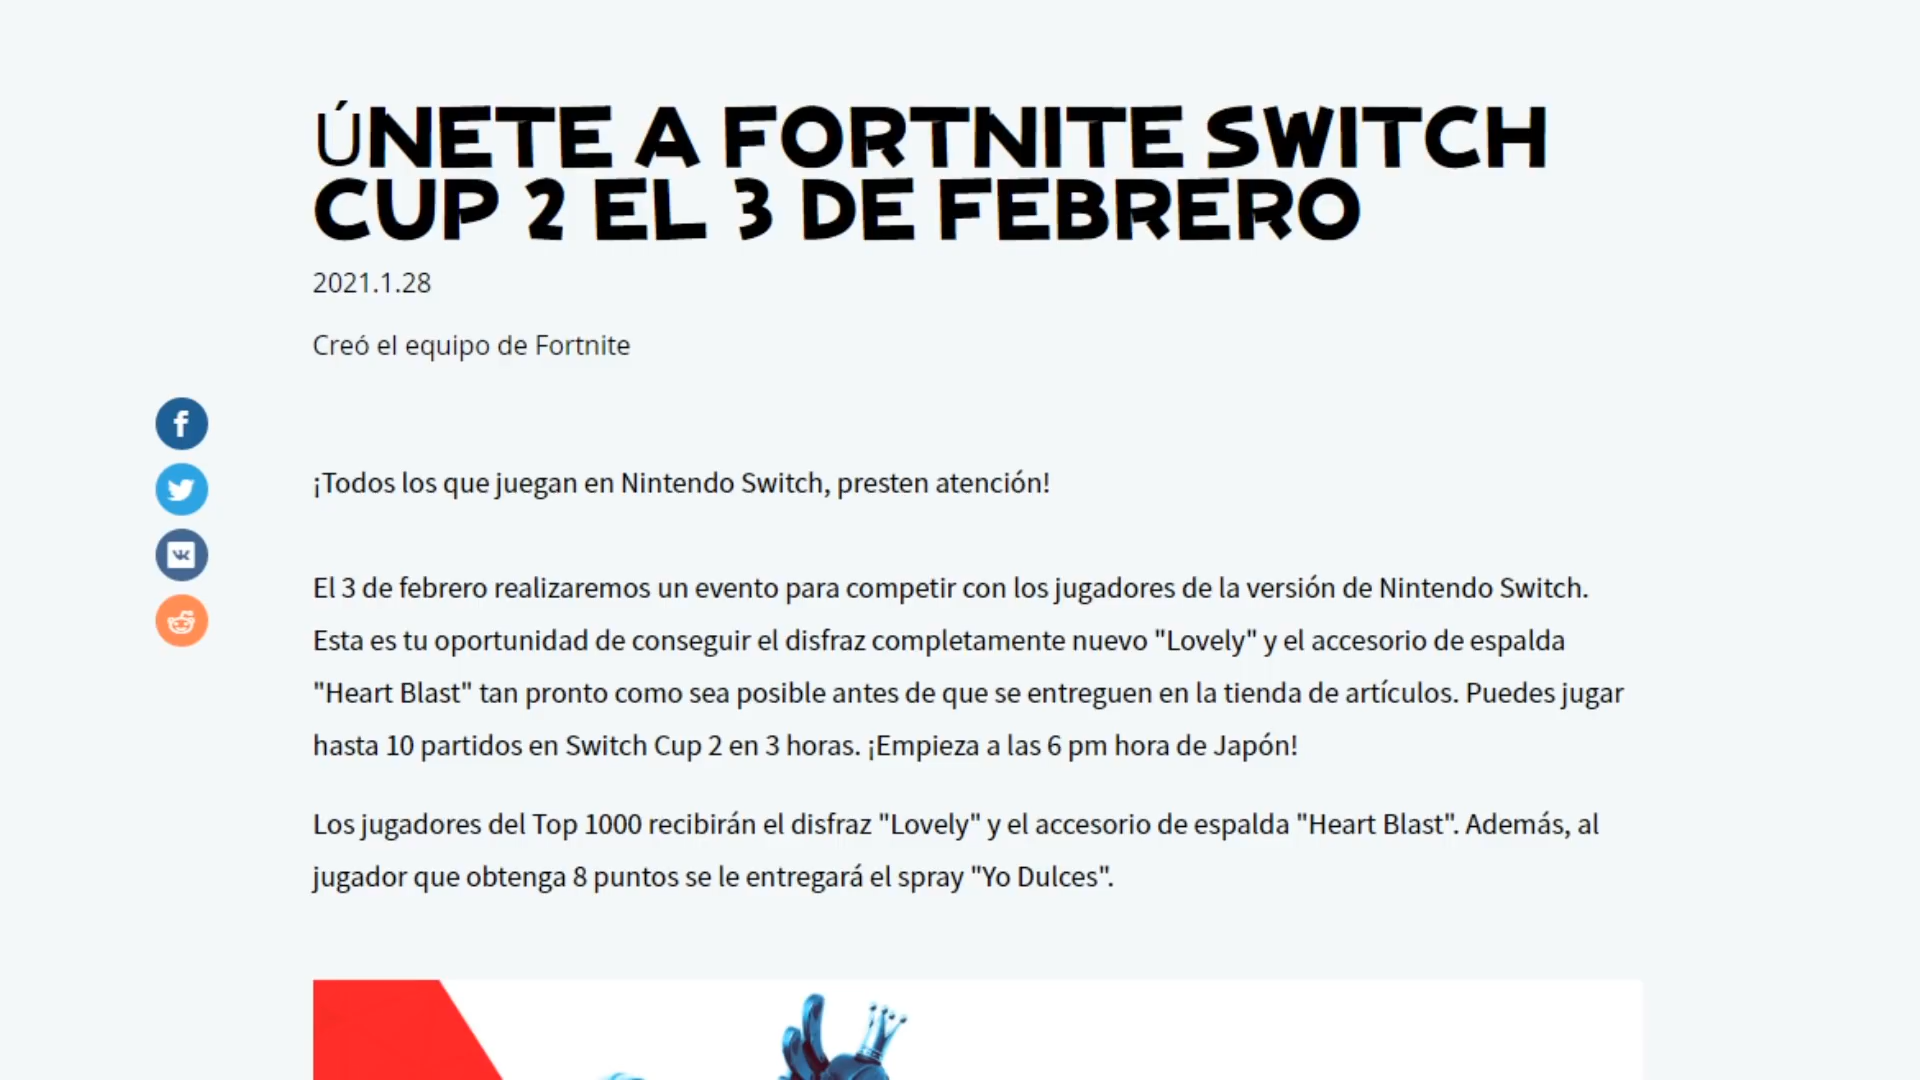 ÚNETE A FORTNITE SWITCH
CUP 2 EL 3 DE FEBRERO
2021.1.28
Creó el equipo de Fortnite
¡Todos los que juegan en Nintendo Switch, presten atención!
El 3 de febrero realizaremos un evento para competir con los jugadores de la versión de Nintendo Switch.
Esta es tu oportunidad de conseguir el disfraz completamente nuevo "Lovely" y el accesorio de espalda
"Heart Blast" tan pronto como sea posible antes de que se entreguen en la tienda de artículos. Puedes jugar
hasta 10 partidos en Switch Cup 2 en 3 horas. ¡Empieza a las 6 pm hora de Japón!
Los jugadores del Top 1000 recibirán el disfraz "Lovely" y el accesorio de espalda "Heart Blast". Además, al
jugador que obtenga 8 puntos se le entregará el spray "Yo Dulces".